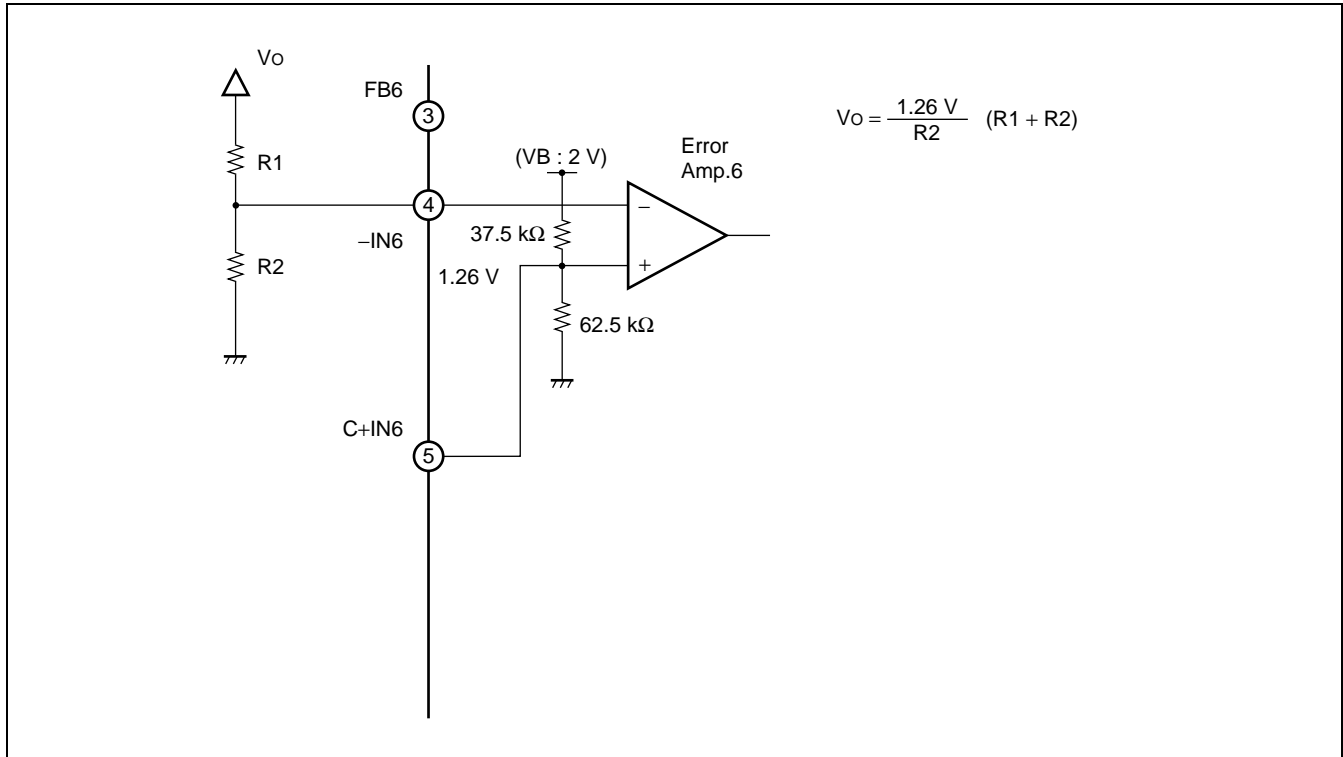 Vo
FB6
3
R1
4
−IN6
R2
(VB : 2 V)
37.5 kΩ
1.26 V
62.5 kΩ
Error
Amp.6
−
+
C+IN6
5
Vo = 1.26 V / R2 (R1 + R2)